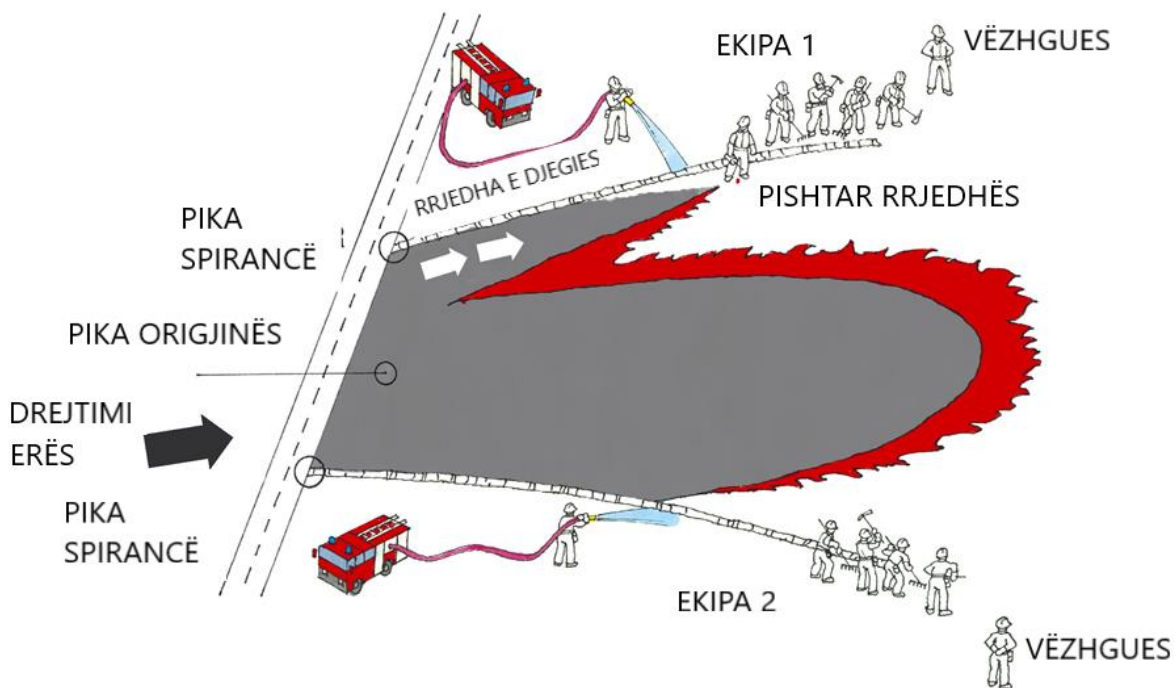 EKIPA 1
VËZHGUES
RRJEDHA E DJEGIES
PISHTAR RRJEDHËS
PIKA
SPIRANCË
PIKA ORIGJINËS
DREJTIMI
ERËS
PIKA
SPIRANCË
EKIPA 2
VËZHGUES